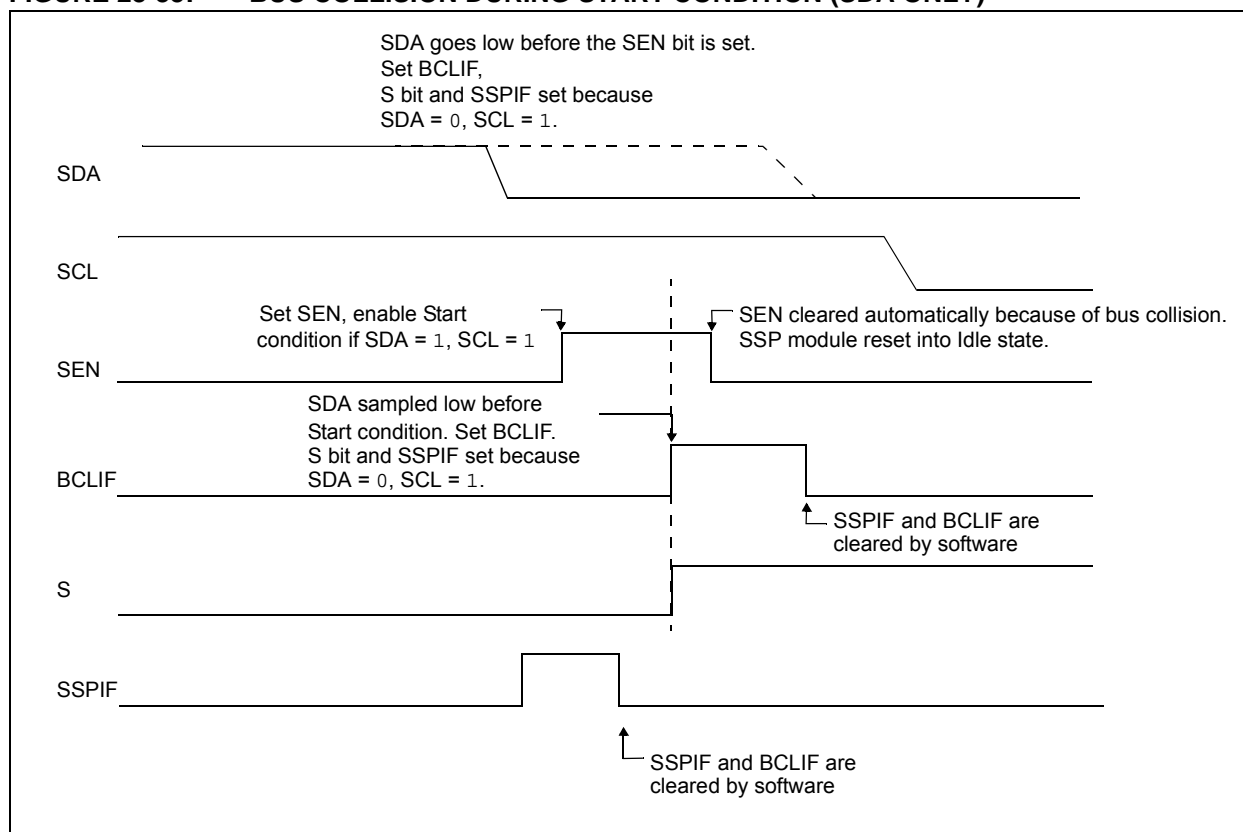 SDA goes low before the SEN bit is set.
Set BCLIF,
S bit and SSPIF set because
SDA = 0, SCL = 1.
SDA
SCL
Set SEN, enable Start
condition if SDA = 1, SCL = 1
SEN cleared automatically because of bus collision.
SSP module reset into Idle state.
SEN
SDA sampled low before
Start condition. Set BCLIF.
S bit and SSPIF set because
SDA = 0, SCL = 1.
BCLIF
SSPIF and BCLIF are
cleared by software
S
SSPIF
SSPIF and BCLIF are
cleared by software